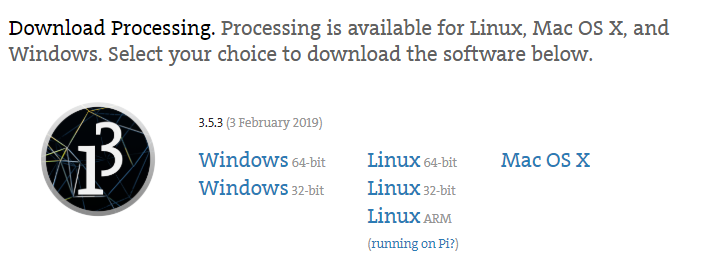 Download Processing. Processing is available for Linux, Mac OS X, and
Windows. Select your choice to download the software below.
3
3.5.3 (3 February 2019)
Windows 64-bit
Windows 32-bit
Linux 64-bit
Linux 32-bit
Linux ARM
(running on Pi?)
Mac OS X